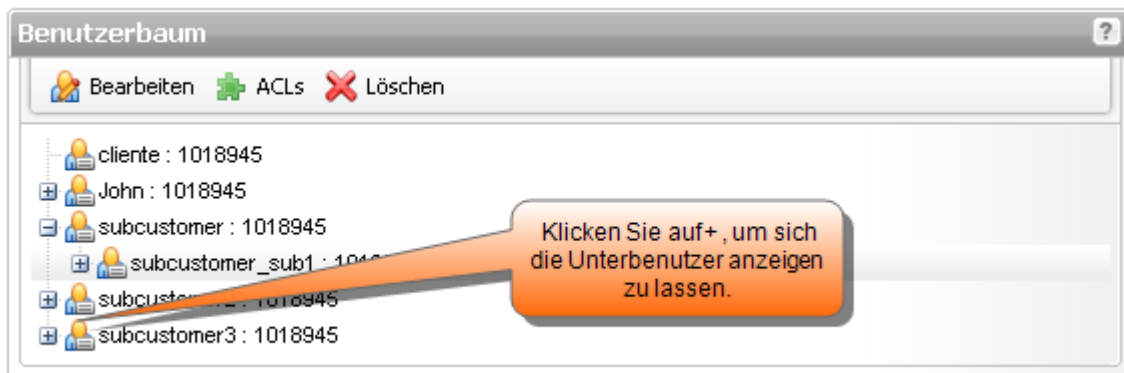 Benutzerbaum ?
Bearbeiten ACLs Löschen
cliente : 1018945
John : 1018945
subcustomer : 1018945
subcustomer_sub1 :
: 1018945
subcustomer3 : 1018945
Klicken Sie auf+ , um sich
die Unterbenutzer anzeigen
zu lassen.